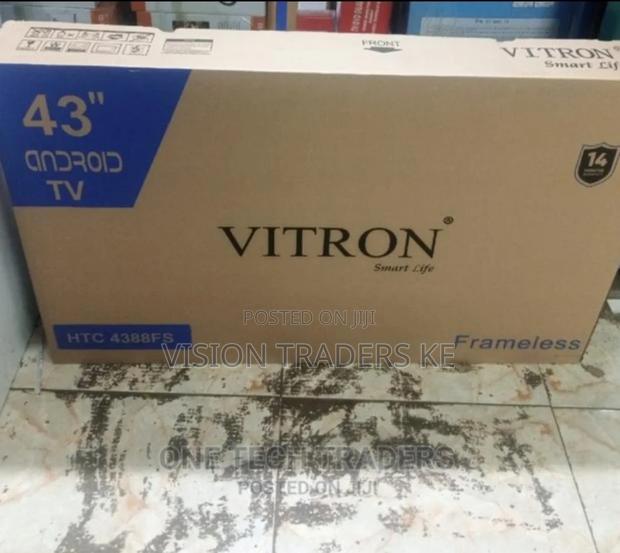 FRONT
VITRON
Smart Life
43"
ANDROID
TV
14
VITRON®
Smart Life
POSTED ON JIJI
HTC 4388FS
Frameless
VISION TRADERS KE
ONE TECH TRADERS
POSTED ON JIJI